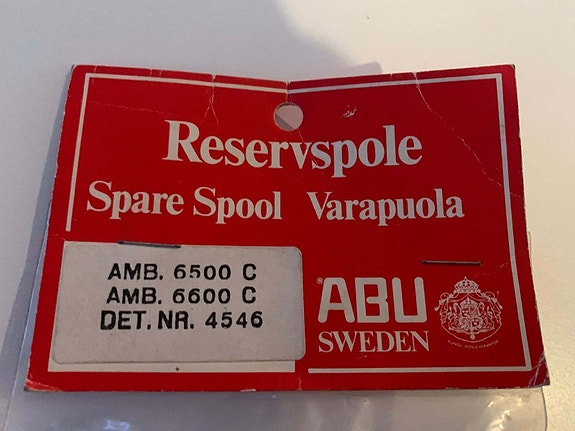 Reservspole
Spare Spool Varapuola
AMB. 6500 C
AMB. 6600 C
DET. NR. 4546
®ABU
SWEDEN